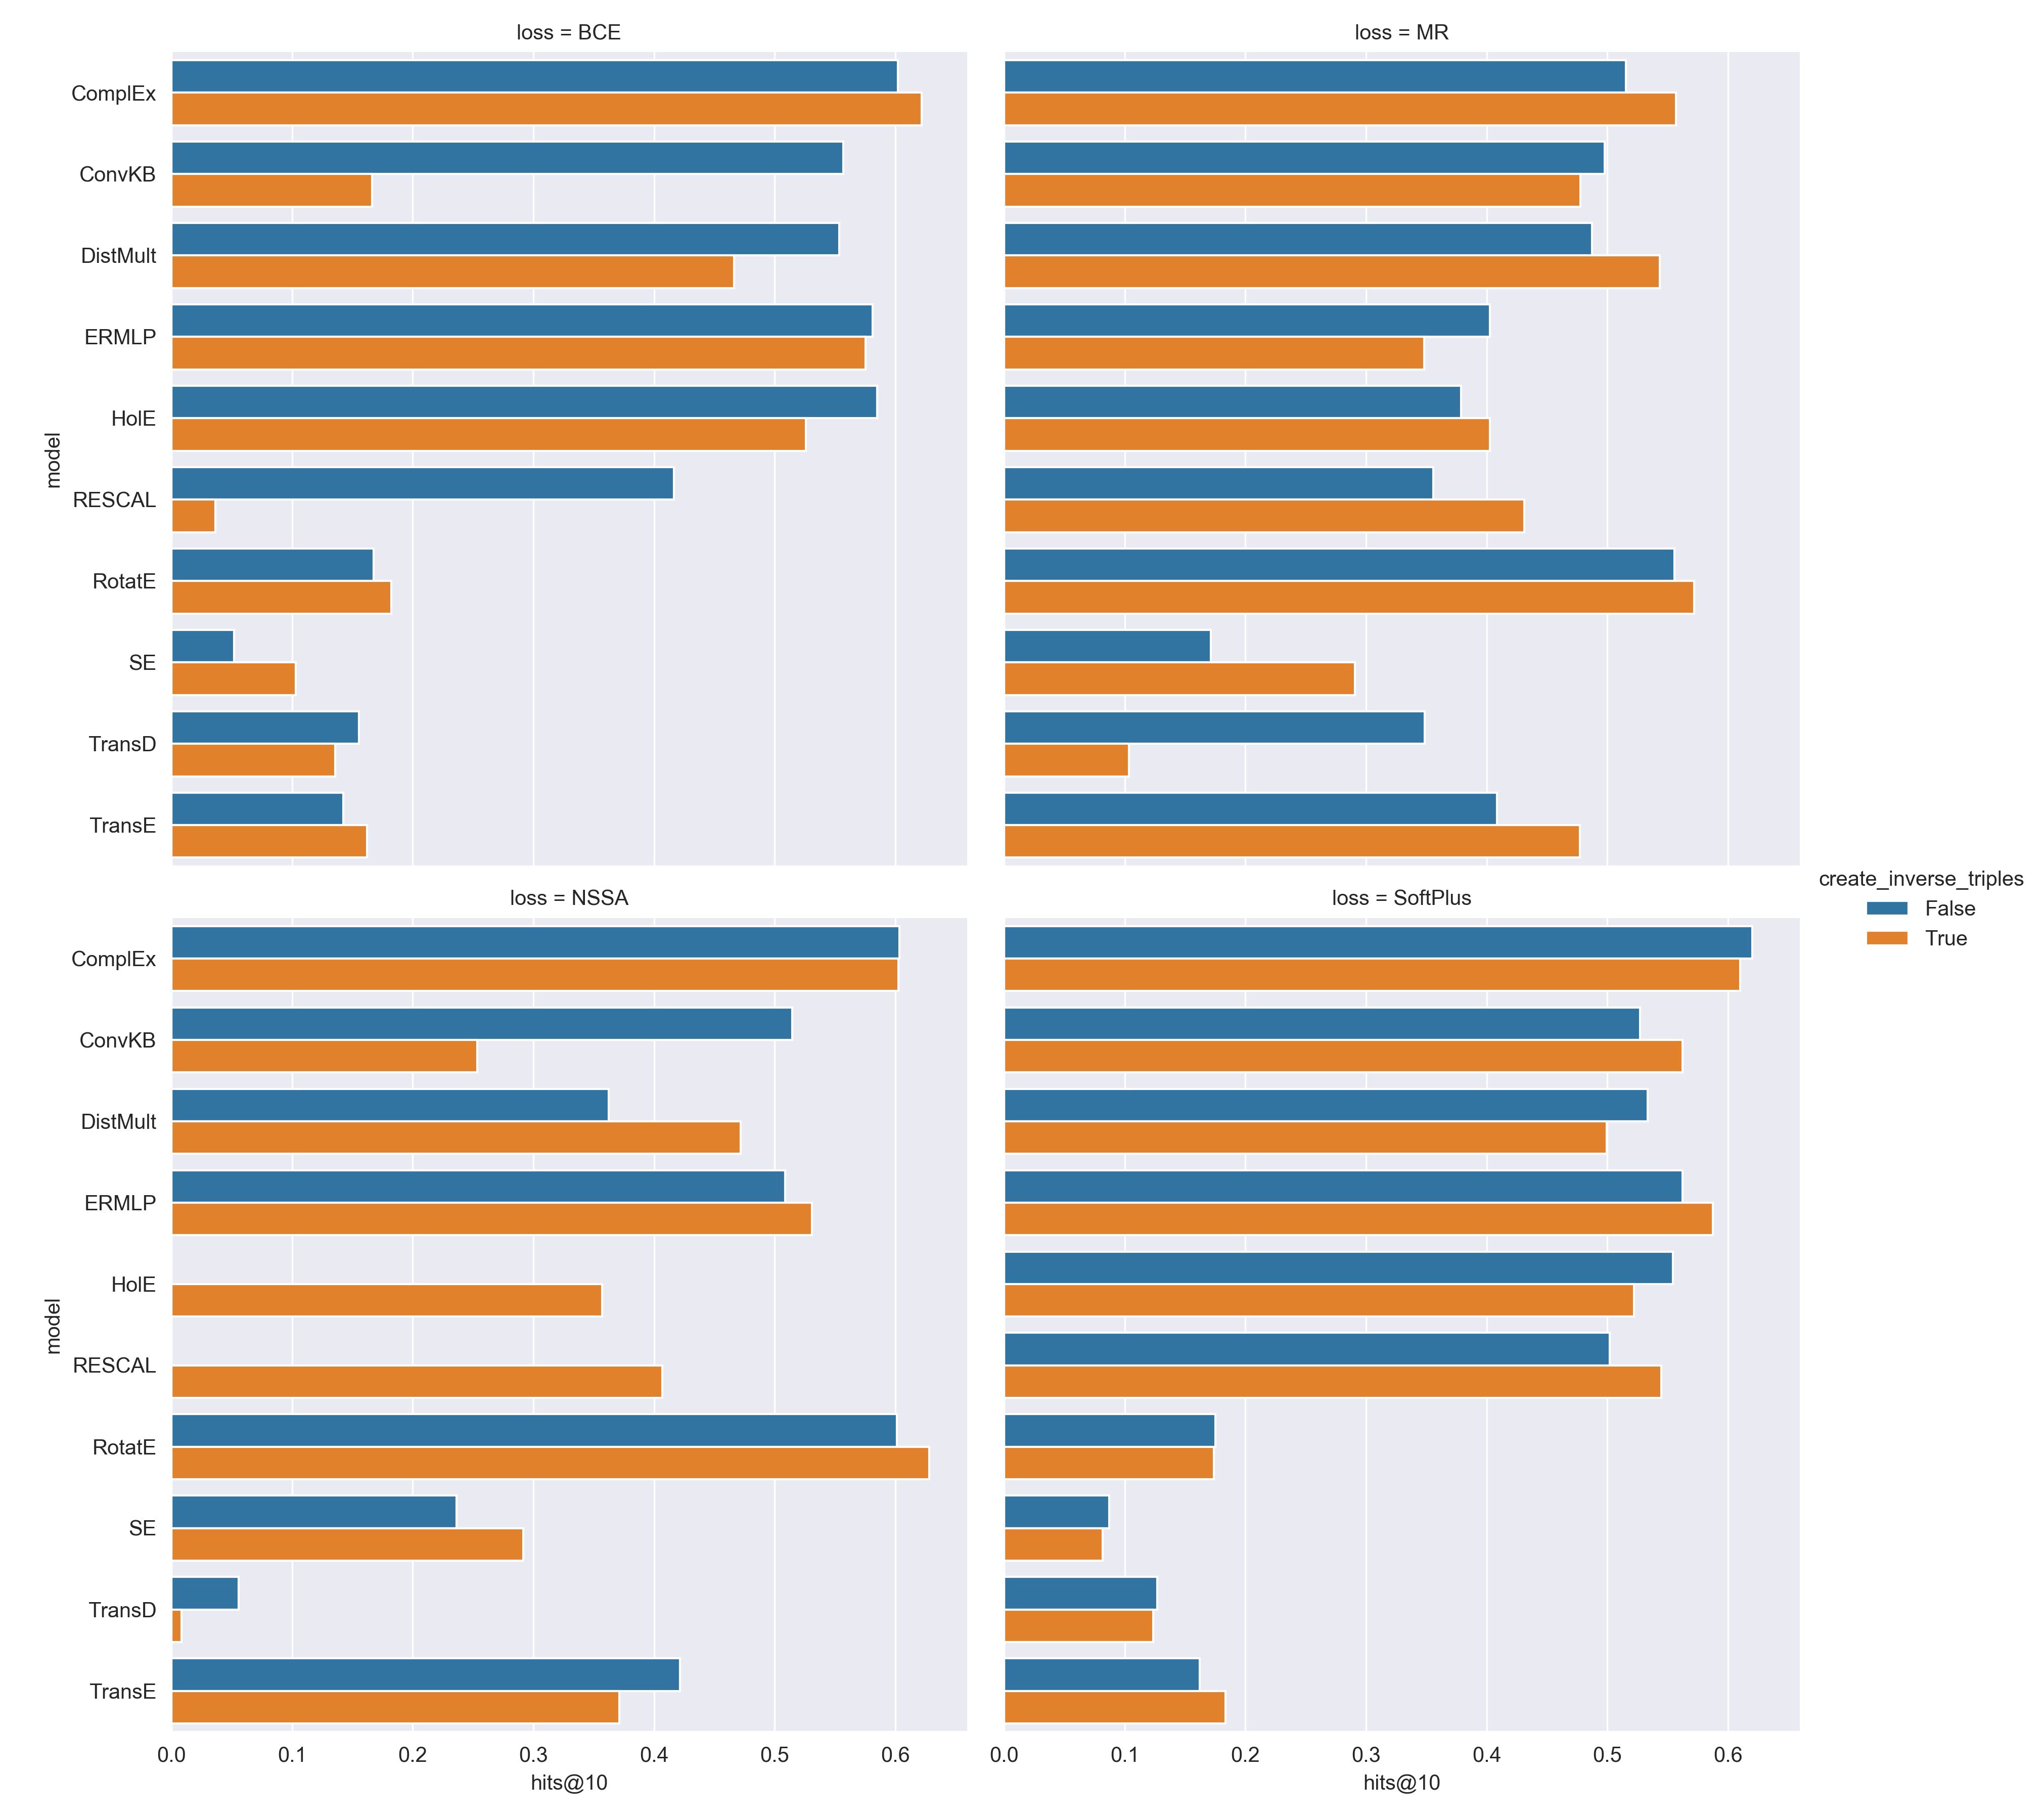 loss = BCE
loss = MR
ComplEx
ConvKB
DistMult
ERMLP
HolE
RESCAL
RotatE
SE
TransD
TransE
model
loss = NSSA
loss = SoftPlus
create_inverse_triples
False
True
ComplEx
ConvKB
DistMult
ERMLP
HolE
RESCAL
RotatE
SE
TransD
TransE
model
0.0 0.1 0.2 0.3 0.4 0.5 0.6
0.0 0.1 0.2 0.3 0.4 0.5 0.6
hits@10
hits@10